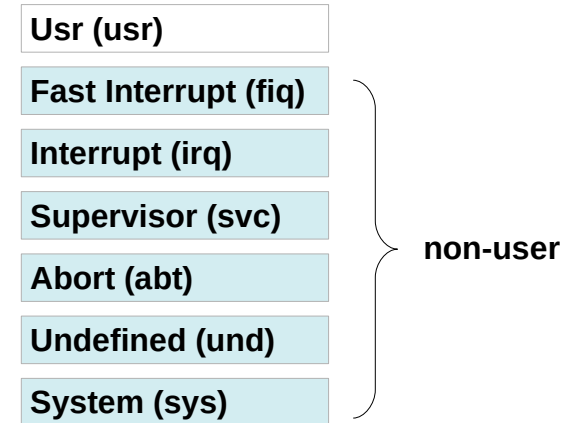 Usr (usr)
Fast Interrupt (fiq)
Interrupt (irq)
Supervisor (svc)
non-user
Abort (abt)
Undefined (und)
System (sys)